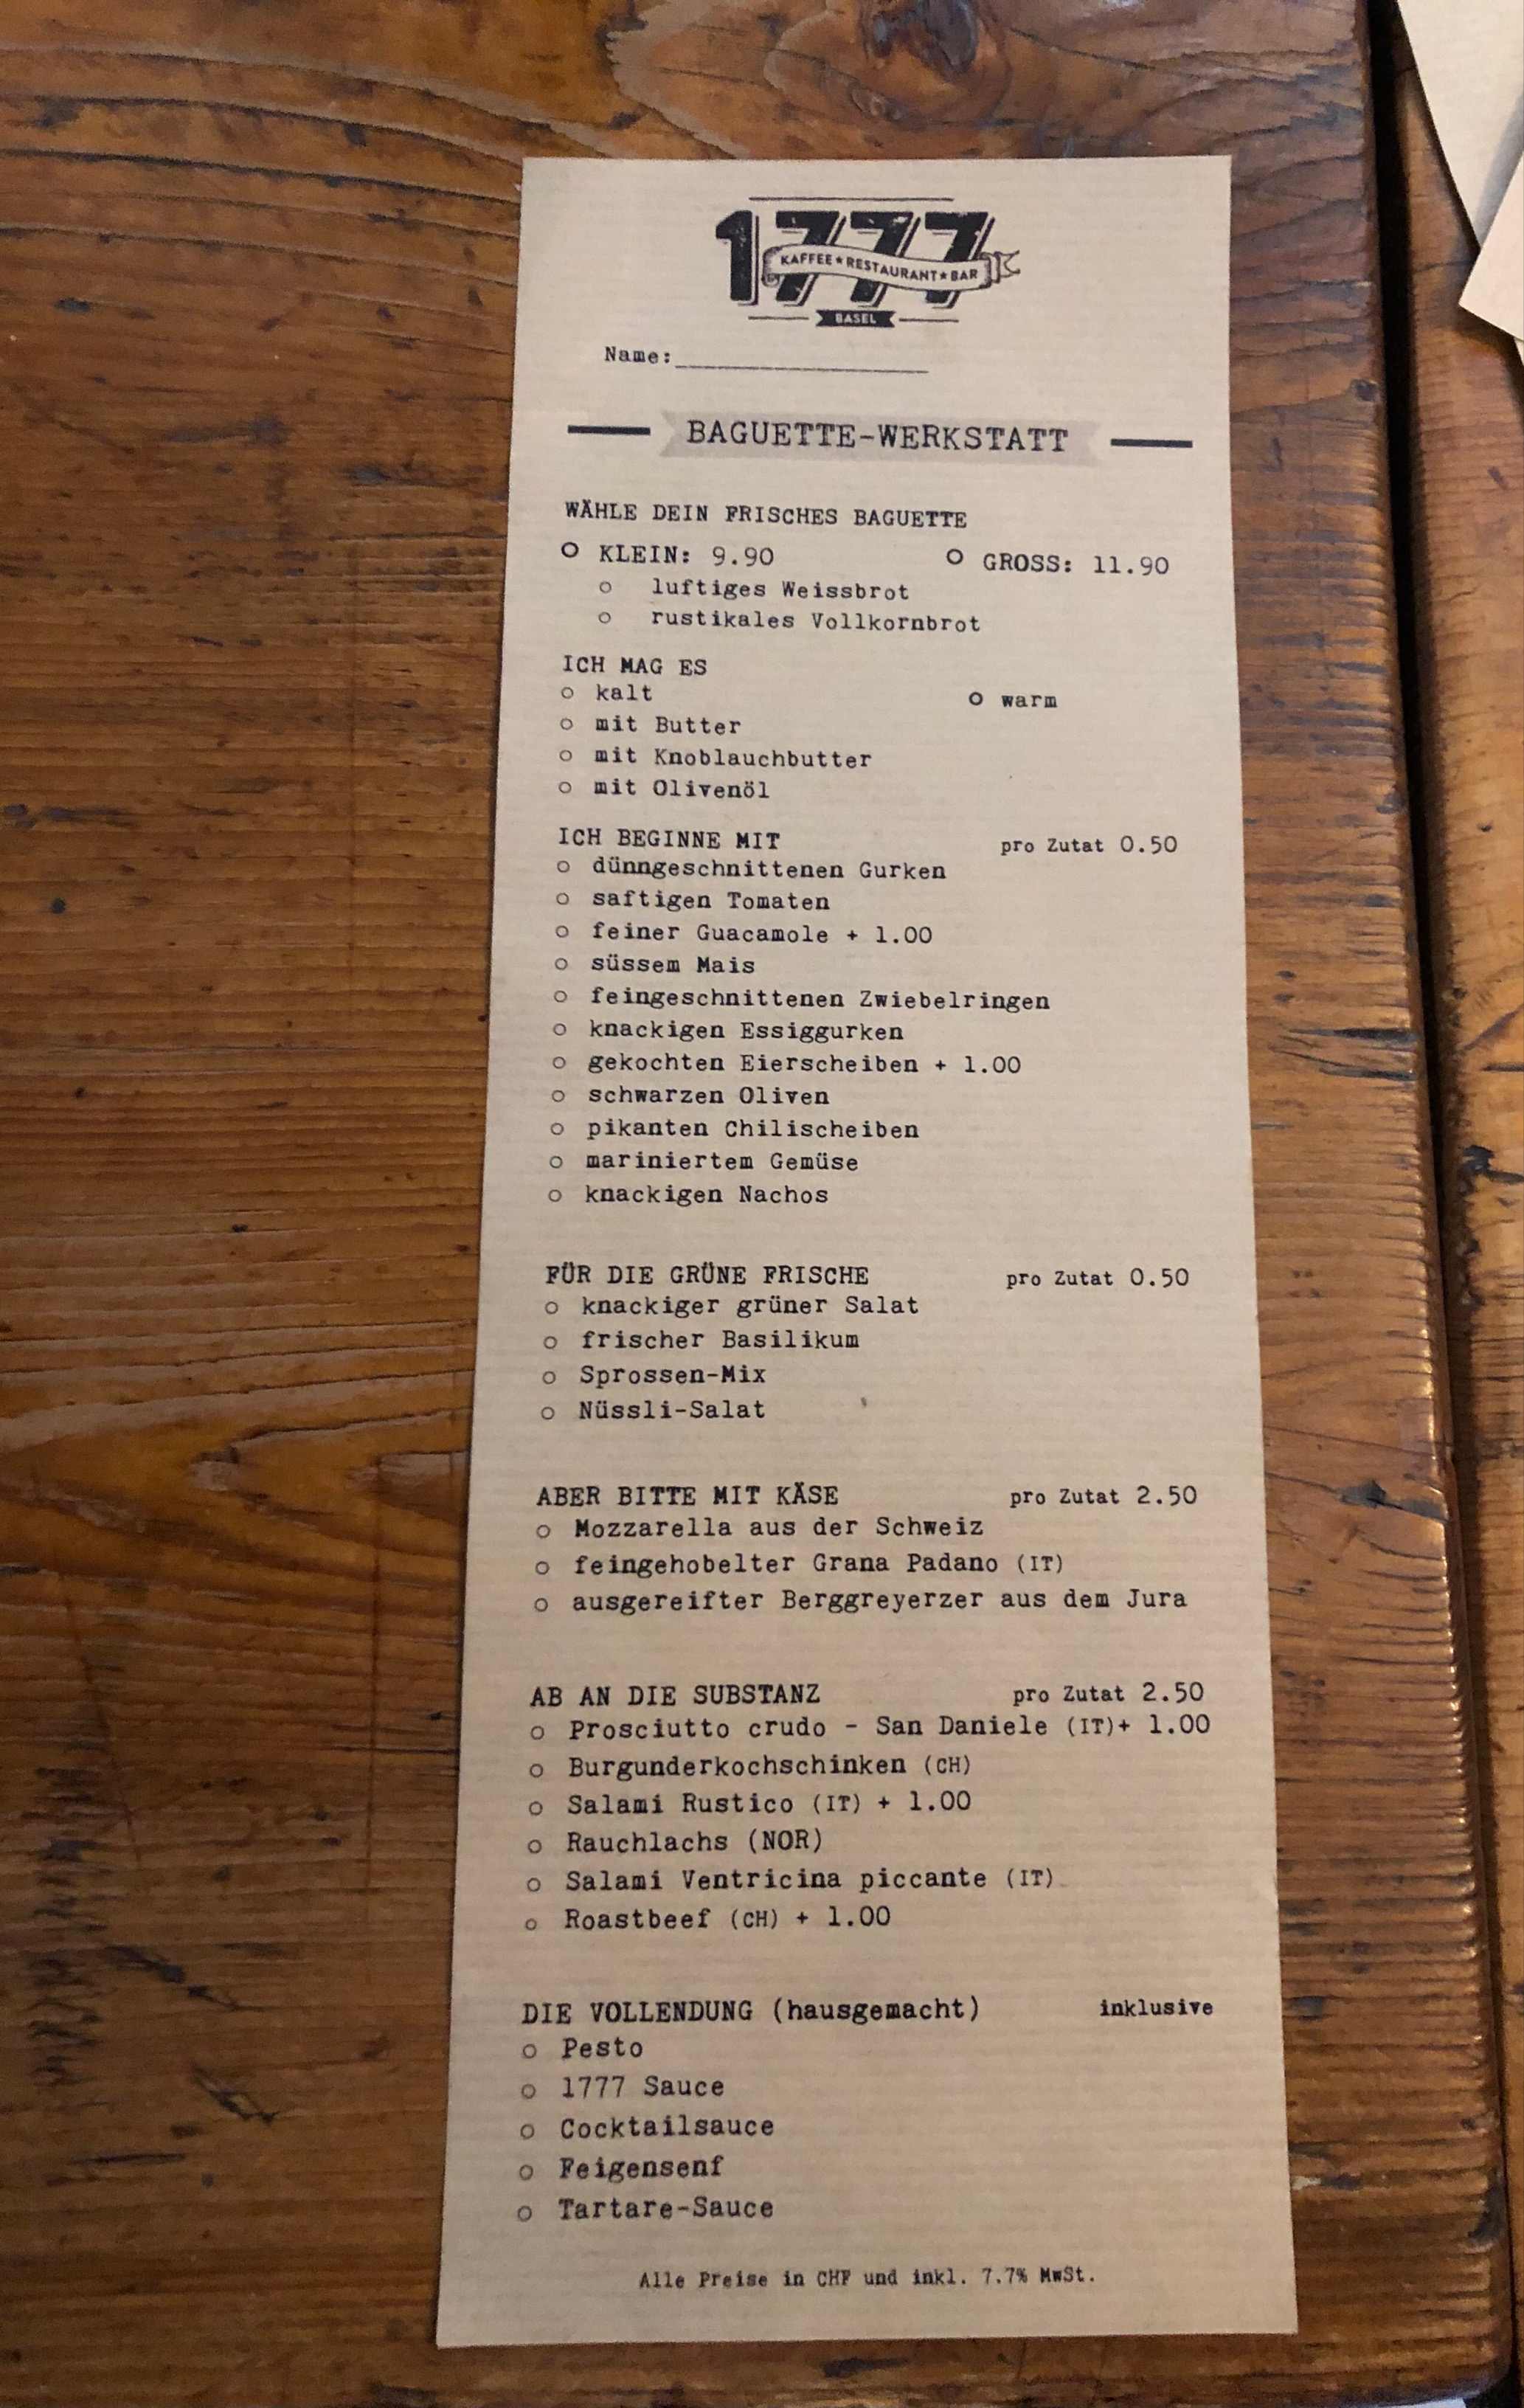 1777
KAFFEE★RESTAURANT★BAR
BASEL
Name:
BAGUETTE-WERKSTATT
WÄHLE DEIN FRISCHES BAGUETTE
KLEIN: 9.90 GROSS: 11.90
luftiges Weissbrot
rustikales Vollkornbrot
ICH MAG ES
kalt warm
mit Butter
mit Knoblauchbutter
mit Olivenöl
ICH BEGINNE MIT pro Zutat 0.50
dünngeschnittenen Gurken
saftigen Tomaten
feiner Guacamole + 1.00
süssem Mais
feingeschnittenen Zwiebelringen
knackigen Essiggurken
gekochten Eierscheiben + 1.00
schwarzen Oliven
pikanten Chilischeiben
mariniertem Gemüse
knackigen Nachos
FÜR DIE GRÜNE FRISCHE pro Zutat 0.50
knackiger grüner Salat
frischer Basilikum
Sprossen-Mix
Nüssli-Salat
ABER BITTE MIT KÄSE pro Zutat 2.50
Mozzarella aus der Schweiz
feingehobelter Grana Padano (IT)
ausgereifter Berggreyerzer aus dem Jura
AB AN DIE SUBSTANZ pro Zutat 2.50
Prosciutto crudo - San Daniele (IT)+ 1.00
Burgunderkochschinken (CH)
Salami Rustico (IT) + 1.00
Rauchlachs (NOR)
Salami Ventricina piccante (IT)
Roastbeef (CH) + 1.00
DIE VOLLENDUNG (hausgemacht) inklusive
Pesto
1777 Sauce
Cocktailsauce
Feigensenf
Tartare-Sauce
Alle Preise in CHF und inkl. 7.7% MwSt.